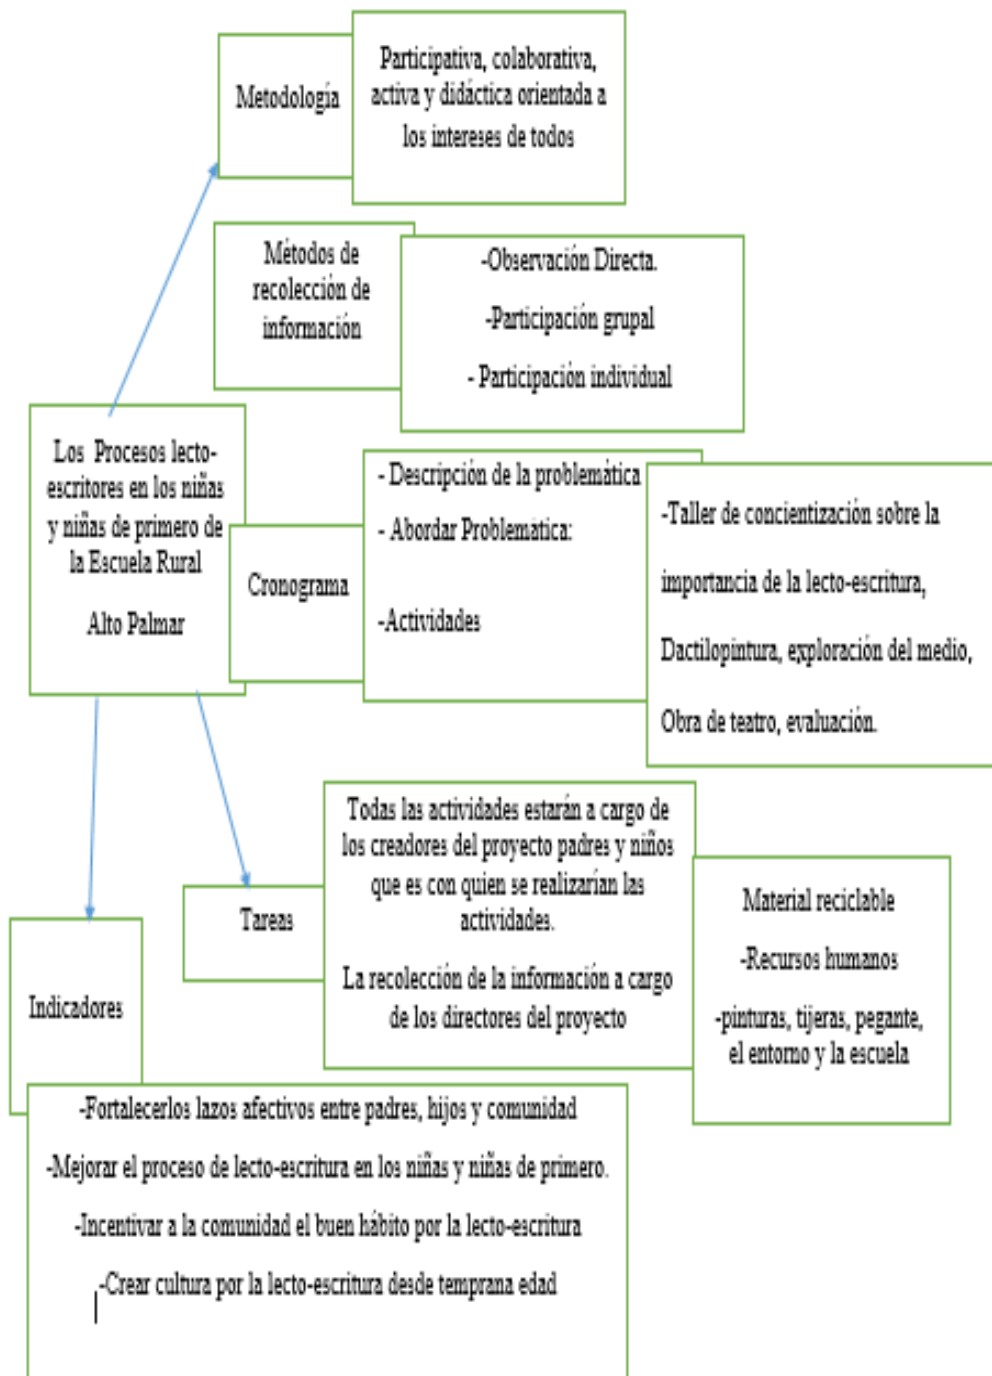 Metodología
Participativa, colaborativa,
activa y didáctica orientada a
los intereses de todos
Métodos de
recolección de
información
-Observación Directa.
-Participación grupal
- Participación individual
Los Procesos lecto-
escritores en los niñas
y niñas de primero de
la Escuela Rural
Alto Palmar
Cronograma
- Descripción de la problemática
- Abordar Problemática:
-Actividades
-Taller de concientización sobre la
importancia de la lecto-escritura,
Dactilopintura, exploración del medio,
Obra de teatro, evaluación.
Tareas
Todas las actividades estarán a cargo de
los creadores del proyecto padres y niños
que es con quien se realizarían las
actividades.
La recolección de la información a cargo
de los directores del proyecto
Material reciclable
-Recursos humanos
-pinturas, tijeras, pegante,
el entorno y la escuela
Indicadores
-Fortalecerlos lazos afectivos entre padres, hijos y comunidad
-Mejorar el proceso de lecto-escritura en los niñas y niñas de primero.
-Incentivar a la comunidad el buen hábito por la lecto-escritura
-Crear cultura por la lecto-escritura desde temprana edad